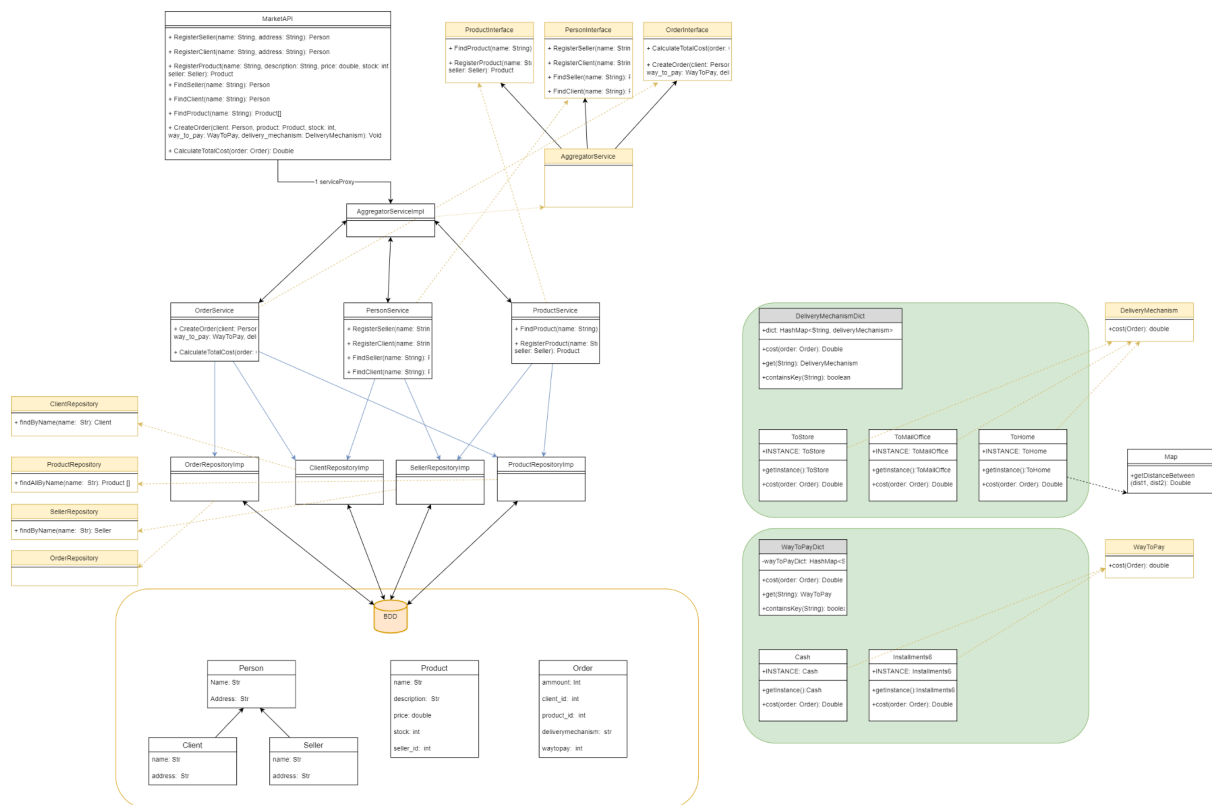 MarketAPI
+ RegisterSeller(name: String, address: String): Person
+ RegisterClient(name: String, address: String): Person
+ RegisterProduct(name: String, description: String, price: double, stock: int
seller: Seller): Product
+ FindSeller(name: String): Person
+ FindClient(name: String): Person
+ FindProduct(name: String): Product[]
+ CreateOrder(client: Person, product: Product, stock: int,
way_to_pay: WayToPay, delivery_mechanism: DeliveryMechanism): Void
+ CalculateTotalCost(order: Order): Double
ProductInterface
+ FindProduct(name: String)
+ RegisterProduct(name: St
seller: Seller): Product
PersonInterface
+ RegisterSeller(name: Strin
+ RegisterClient(name: Strin
+ FindSeller(name: String): F
+ FindClient(name: String): F
OrderInterface
+ CalculateTotalCost(order:
+ CreateOrder(client: Person
way_to_pay: WayToPay, deli
AggregatorService
1 serviceProxy
AggregatorServiceImpl
OrderService
+ CreateOrder(client: Person
way_to_pay: WayToPay, deli
+ CalculateTotalCost(order:
PersonService
+ RegisterSeller(name: Strin
+ RegisterClient(name: Strin
+ FindSeller(name: String): F
+ FindClient(name: String): F
ProductService
+ FindProduct(name: String)
+ RegisterProduct(name: St
seller: Seller): Product
ClientRepository
+ findByName(name: Str): Client
ProductRepository
+ findAllByName(name: Str): Product []
SellerRepository
+ findByName(name: Str): Seller
OrderRepository
OrderRepositoryImp
ClientRepositoryImp
SellerRepositoryImp
ProductRepositoryImp
BDD
Person
Name: Str
Address: Str
Client
name: Str
address: Str
Seller
name: Str
address: Str
Product
name: Str
description: Str
price: double
stock: int
seller_id: int
Order
ammount: Int
client_id: int
product_id: int
deliverymechanism: str
waytopay: int
DeliveryMechanismDict
+dict: HashMap<String, deliveryMechanism>
+cost(order: Order): Double
+get(String): DeliveryMechanism
+containsKey(String): boolean
DeliveryMechanism
+cost(Order): double
ToStore
+INSTANCE: ToStore
+getInstance():ToStore
+cost(order: Order): Double
ToMailOffice
+INSTANCE: ToMailOffice
+getInstance():ToMailOffice
+cost(order: Order): Double
ToHome
+INSTANCE: ToHome
+getInstance():ToHome
+cost(order: Order): Double
Map
+getDistanceBetween
(dist1, dist2): Double
WayToPayDict
-wayToPayDict: HashMap<S
+cost(order: Order): Double
+get(String): WayToPay
+containsKey(String): boolea
WayToPay
+cost(Order): double
Cash
+INSTANCE: Cash
+getInstance():Cash
+cost(order: Order): Double
Installments6
+INSTANCE: Installments6
+getInstance():Installments6
+cost(order: Order): Double